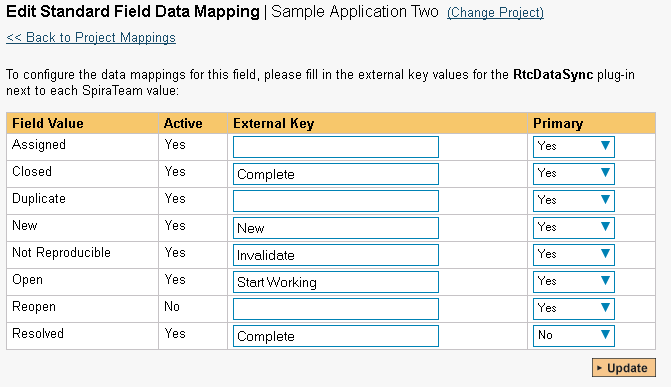 Edit Standard Field Data Mapping | Sample Application Two (Change Project)
<< Back to Project Mappings
To configure the data mappings for this field, please fill in the external key values for the RtcDataSync plug-in
next to each SpiraTeam value:
Field Value Active External Key Primary
Assigned Yes Yes
Closed Yes Complete Yes
Duplicate Yes Yes
New Yes New Yes
Not Reproducible Yes Invalidate Yes
Open Yes Start Working Yes
Reopen No Yes
Resolved Yes Complete No
Update